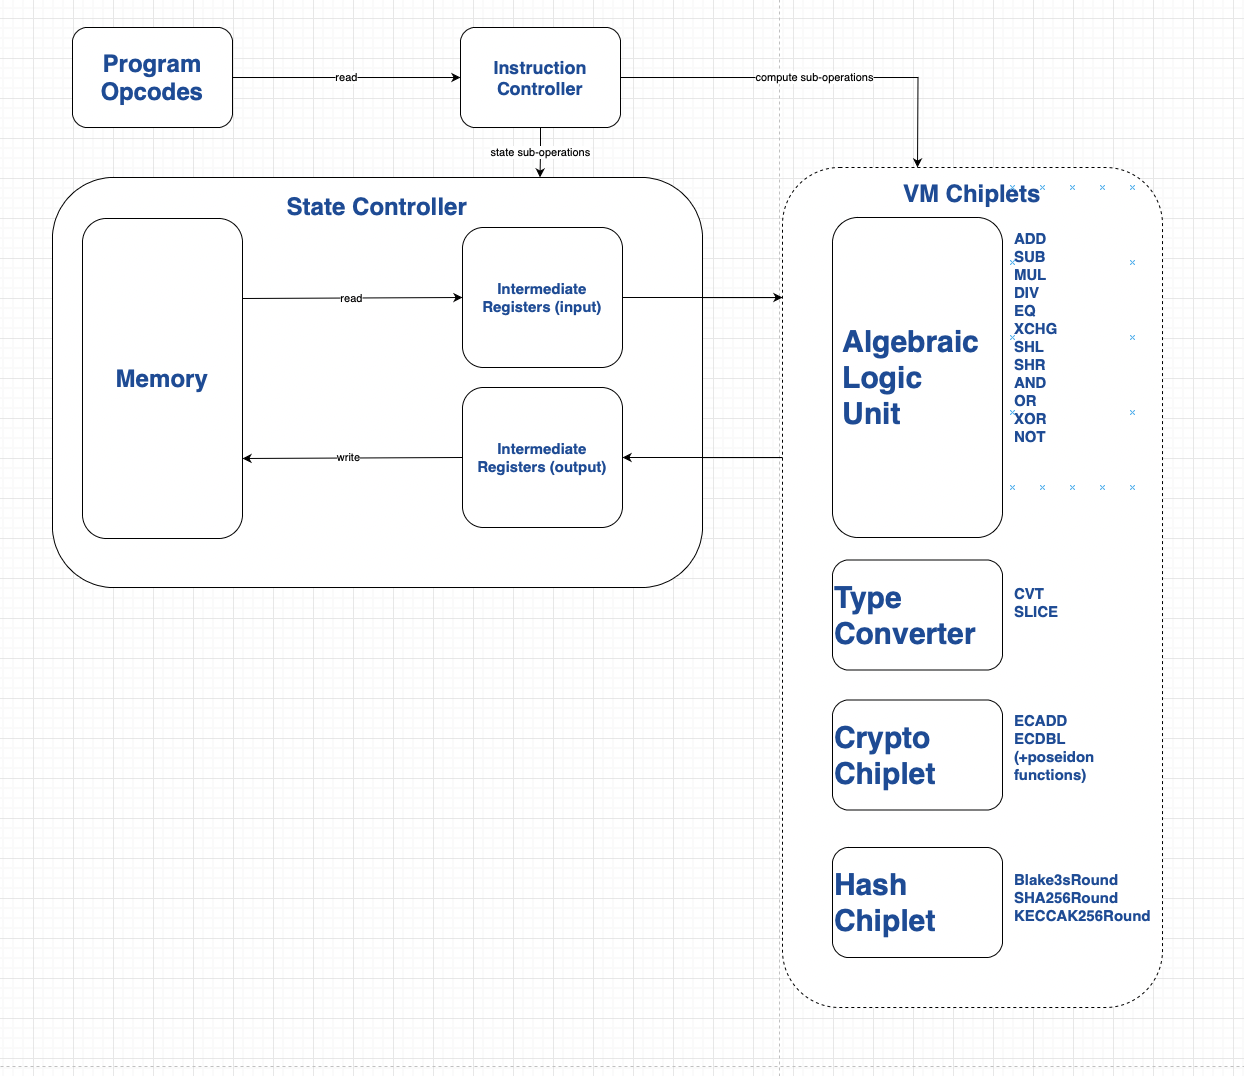 Program
Opcodes
read
Instruction
Controller
compute sub-operations
state sub-operations
State Controller
Memory
read
Intermediate
Registers (input)
write
Intermediate
Registers (output)
VM Chiplets
Algebraic
Logic
Unit
ADD
SUB
MUL
DIV
EQ
XCHG
SHL
SHR
AND
OR
XOR
NOT
Type
Converter
CVT
SLICE
Crypto
Chiplet
ECADD
ECDBL
(+poseidon
functions)
Hash
Chiplet
Blake3sRound
SHA256Round
KECCAK256Round